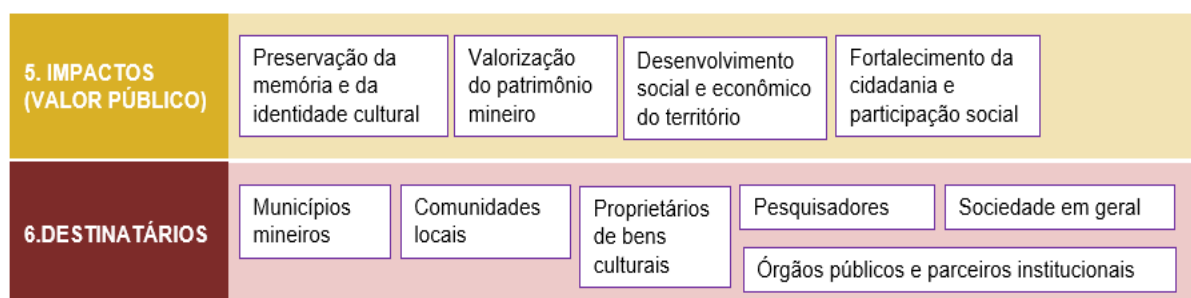 5. IMPACTOS
(VALOR PÚBLICO)
Preservação da
memória e da
identidade cultural
Valorização
do patrimônio
mineiro
Desenvolvimento
social e econômico
do território
Fortalecimento da
cidadania e
participação social
6.DESTINATÁRIOS
Municípios
mineiros
Comunidades
locais
Proprietários
de bens
culturais
Pesquisadores
Sociedade em geral
Órgãos públicos e parceiros institucionais